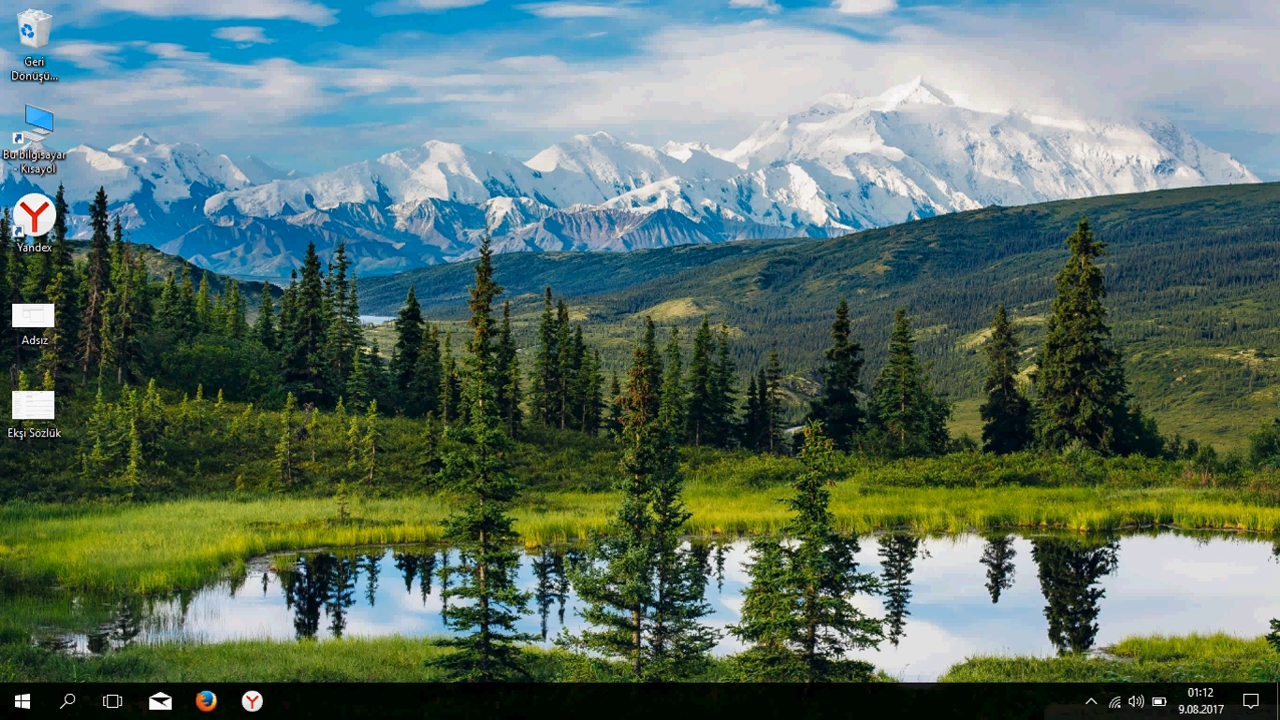 Geri
Dönüşü...
Bu bilgisayar
- Kısayol
Yandex
Adsız
Ekşi Sözlük
01:12
9.08.2017